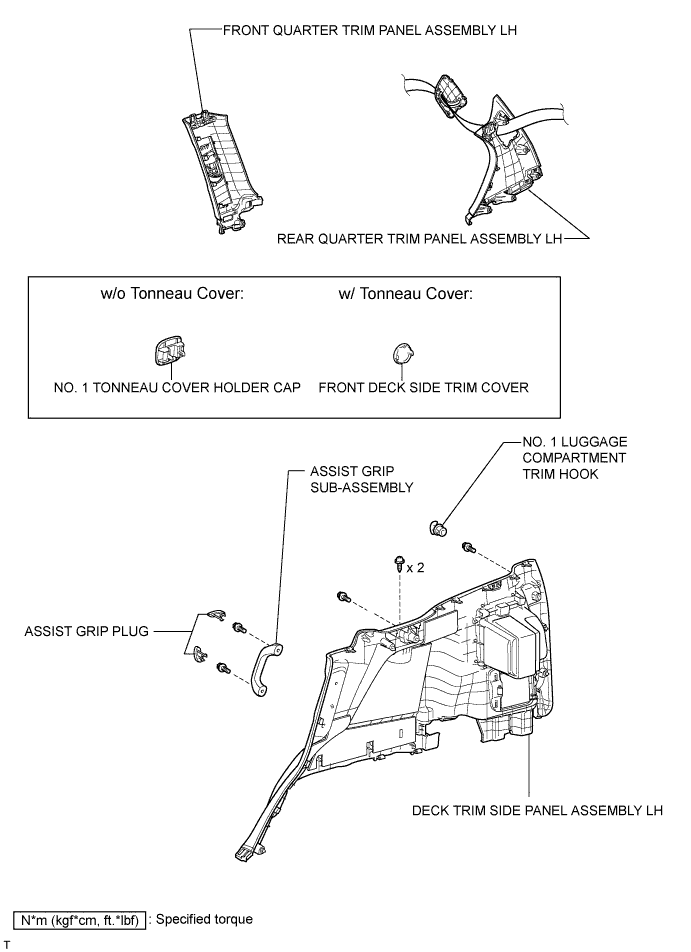 FRONT QUARTER TRIM PANEL ASSEMBLY LH
REAR QUARTER TRIM PANEL ASSEMBLY LH
w/o Tonneau Cover:
w/ Tonneau Cover:
NO. 1 TONNEAU COVER HOLDER CAP
FRONT DECK SIDE TRIM COVER
NO. 1 LUGGAGE
COMPARTMENT
TRIM HOOK
ASSIST GRIP
SUB-ASSEMBLY
x 2
ASSIST GRIP PLUG
DECK TRIM SIDE PANEL ASSEMBLY LH
N*m (kgf*cm, ft.*lbf) : Specified torque
T